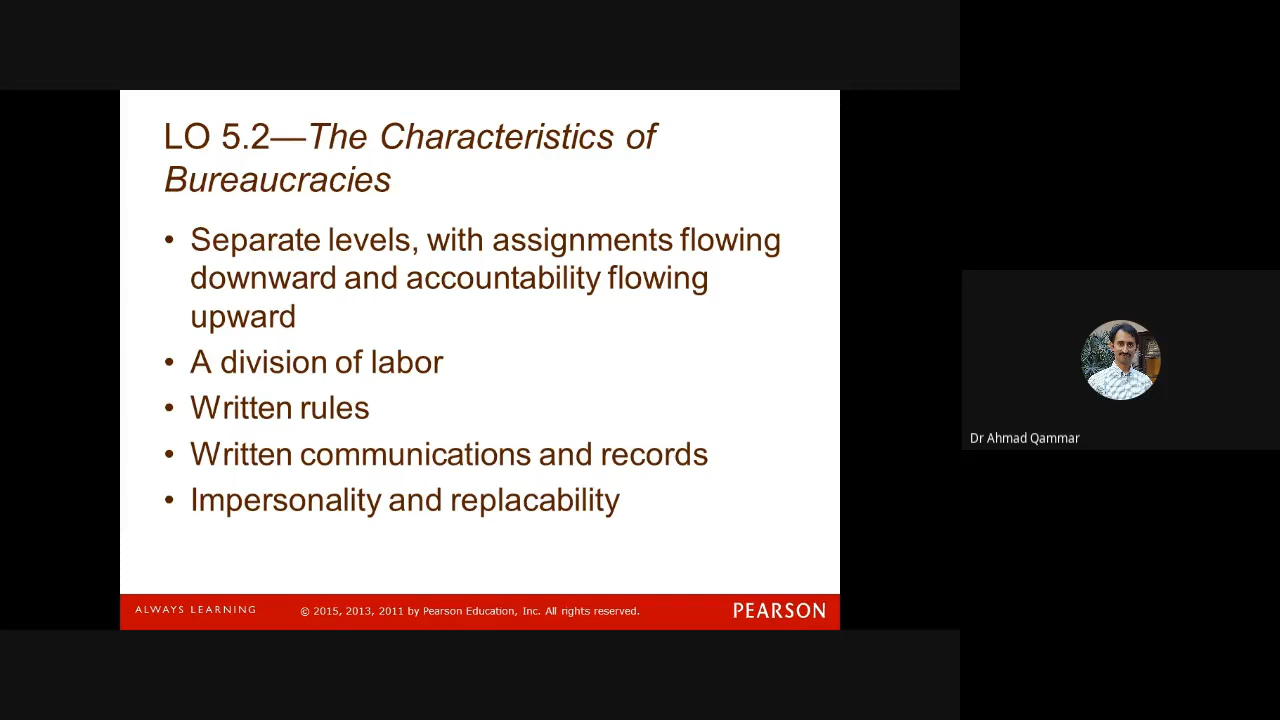 LO 5.2—The Characteristics of
Bureaucracies
• Separate levels, with assignments flowing
downward and accountability flowing
upward
• A division of labor
• Written rules
• Written communications and records
• Impersonality and replacability
ALWAYS LEARNING
© 2015, 2013, 2011 by Pearson Education, Inc. All rights reserved.
PEARSON
Dr Ahmad Qammar